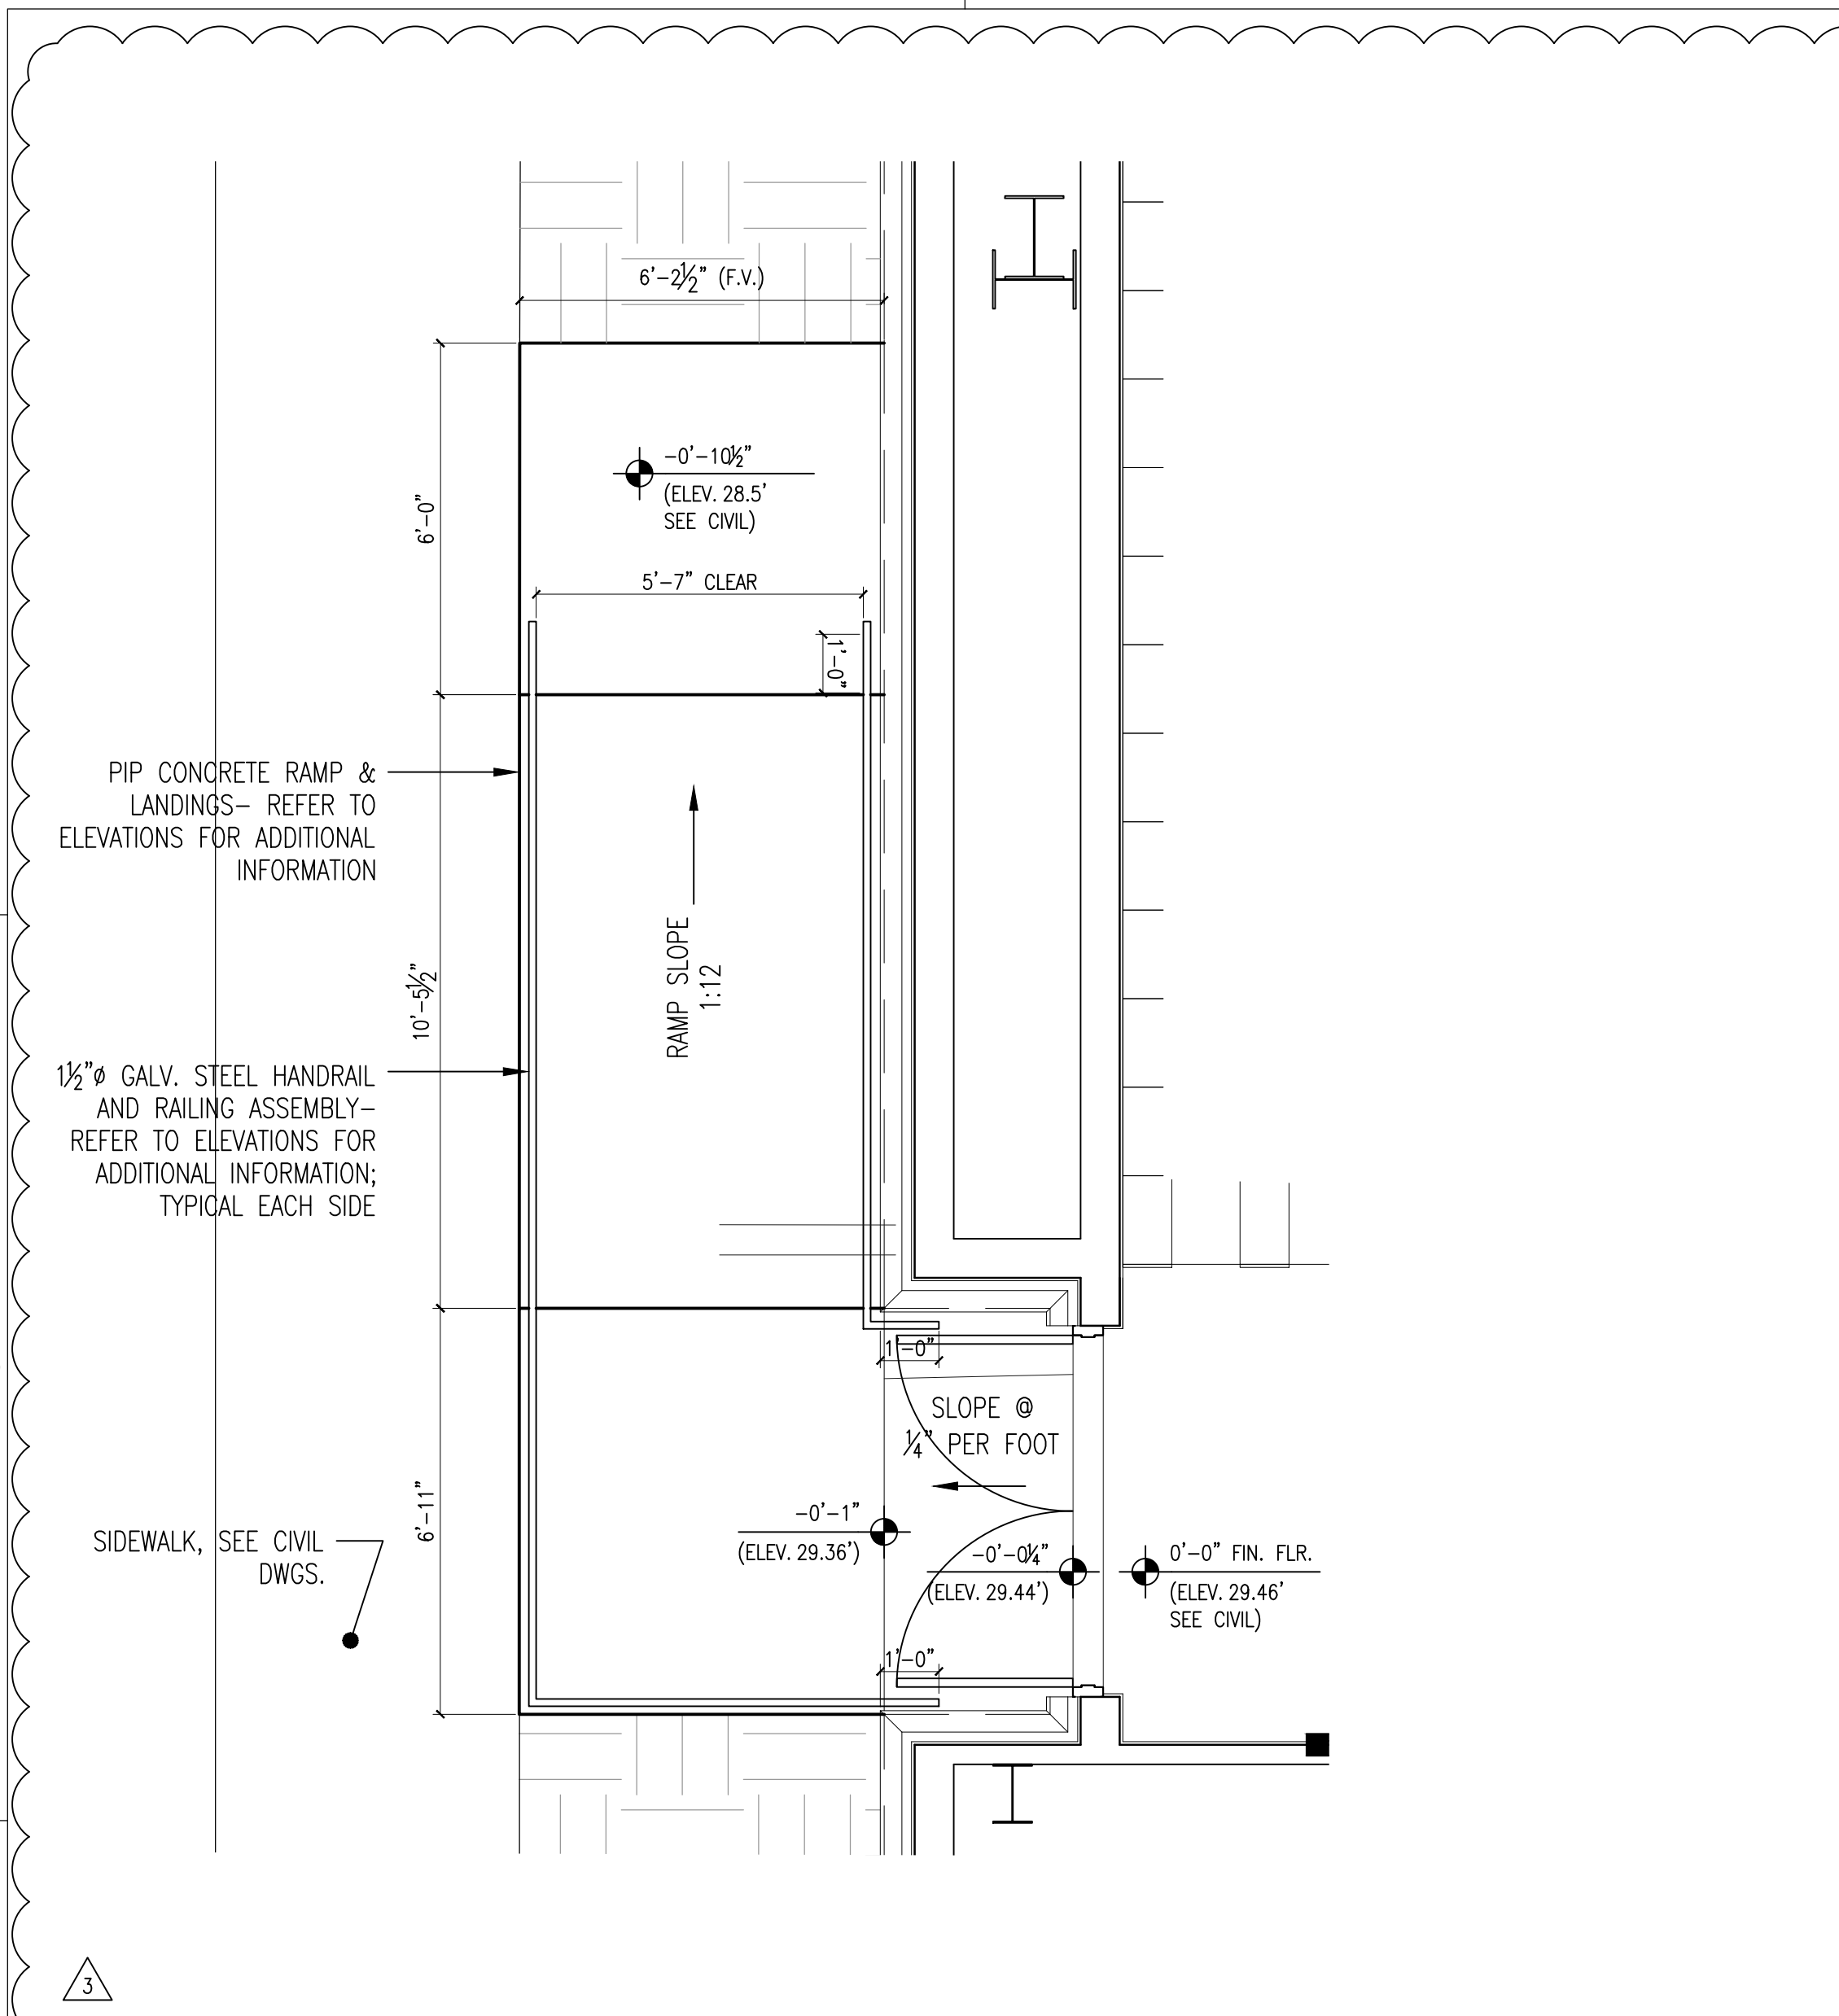 6'-2½" (F.V.)
-0'-10½"
(ELEV. 28.5'
SEE CIVIL)
6'-0"
5'-7" CLEAR
1'-0"
PIP CONCRETE RAMP &
LANDINGS- REFER TO
ELEVATIONS FOR ADDITIONAL
INFORMATION
RAMP SLOPE
1:12
10'-5½"
1½"ø GALV. STEEL HANDRAIL
AND RAILING ASSEMBLY-
REFER TO ELEVATIONS FOR
ADDITIONAL INFORMATION;
TYPICAL EACH SIDE
1'-0"
SLOPE @
¼" PER FOOT
6'-11"
-0'-1"
(ELEV. 29.36')
-0'-0¼"
(ELEV. 29.44')
0'-0" FIN. FLR.
(ELEV. 29.46'
SEE CIVIL)
SIDEWALK, SEE CIVIL
DWGS.
1'-0"
3